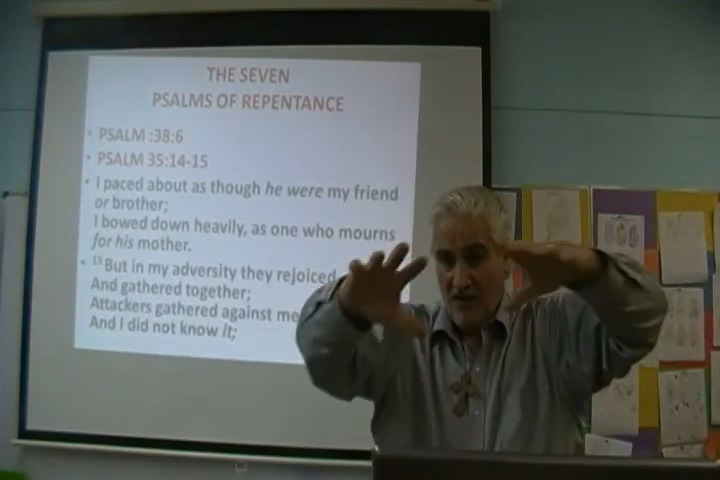 THE SEVEN
PSALMS OF REPENTANCE
• PSALM :38:6
• PSALM 35:14-15
• I paced about as though he were my friend
or brother;
I bowed down heavily, as one who mourns
for his mother.
• 15 But in my adversity they rejoiced
And gathered together;
Attackers gathered against me
And I did not know it;